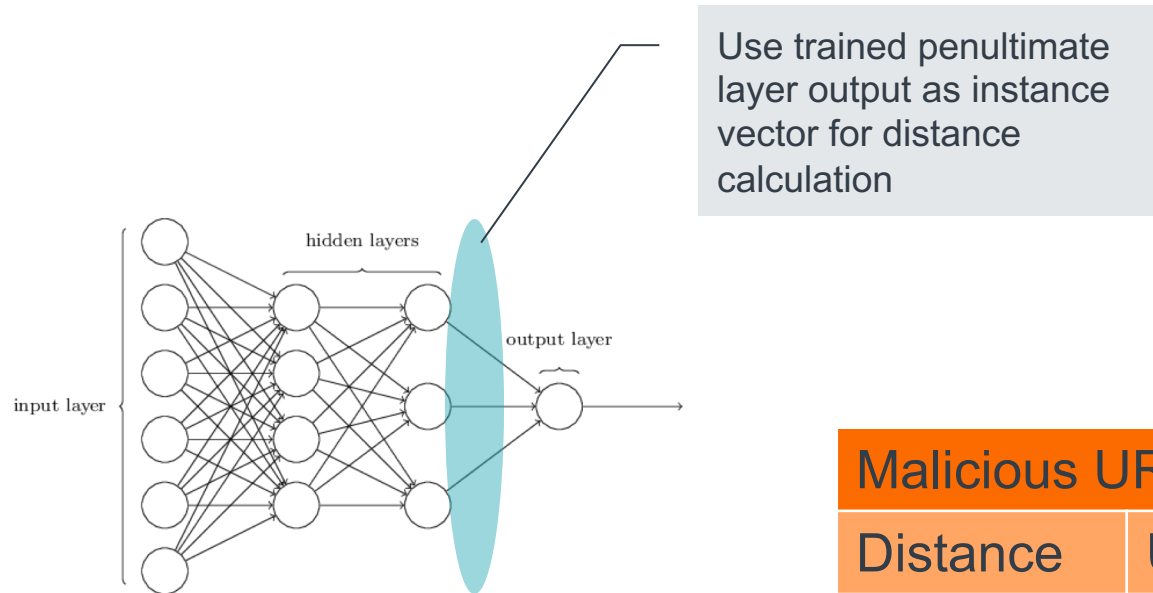 Use trained penultimate
layer output as instance
vector for distance
calculation
hidden layers
output layer
input layer
Malicious
Distance